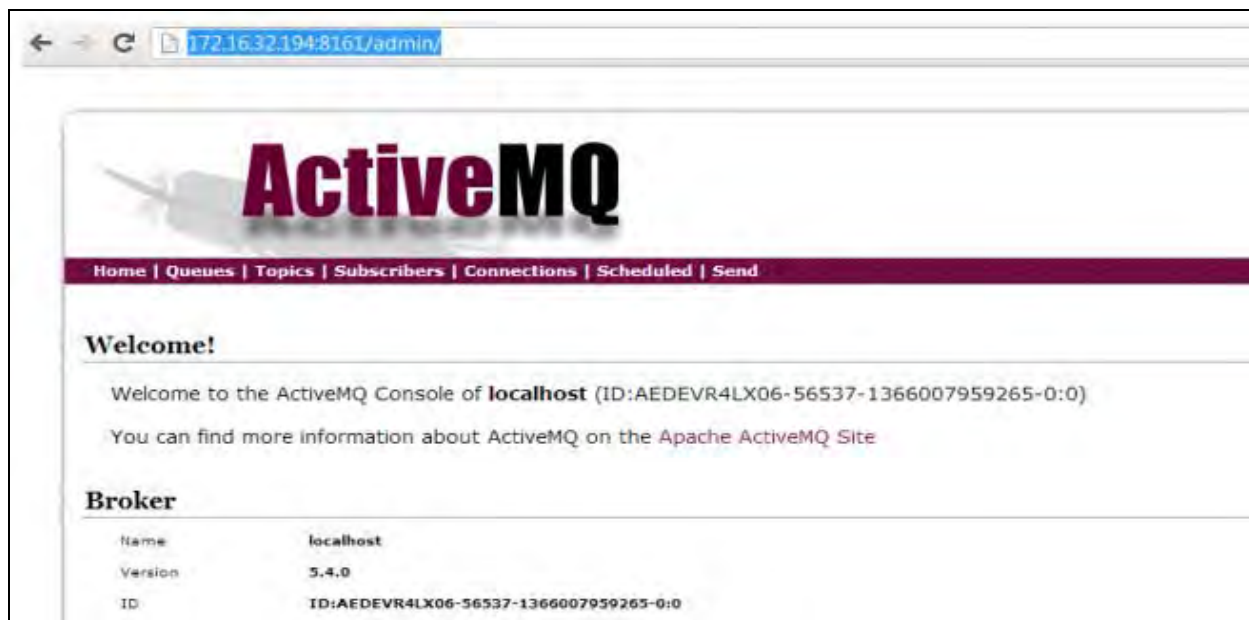 172.16.32.194:8161/admin/
ActiveMQ
Home | Queues | Topics | Subscribers | Connections | Scheduled | Send
Welcome!
Welcome to the ActiveMQ Console of localhost (ID:AEDEVR4LX06-56537-1366007959265-0:0)
You can find more information about ActiveMQ on the Apache ActiveMQ Site
Broker
Name localhost
Version 5.4.0
ID ID:AEDEVR4LX06-56537-1366007959265-0:0